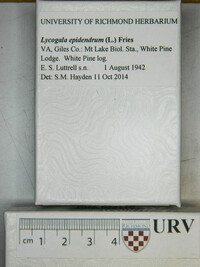 UNIVERSITY OF RICHMOND HERBARIUM
Lycogala epidendrum (L.) Fries
VA, Giles Co.: Mt Lake Biol. Sta., White Pine
Lodge. White Pine log.
E. S. Luttrell s.n. 1 August 1942
Det: S.M. Hayden 11 Oct 2014
cm 1 2 3 4
URV